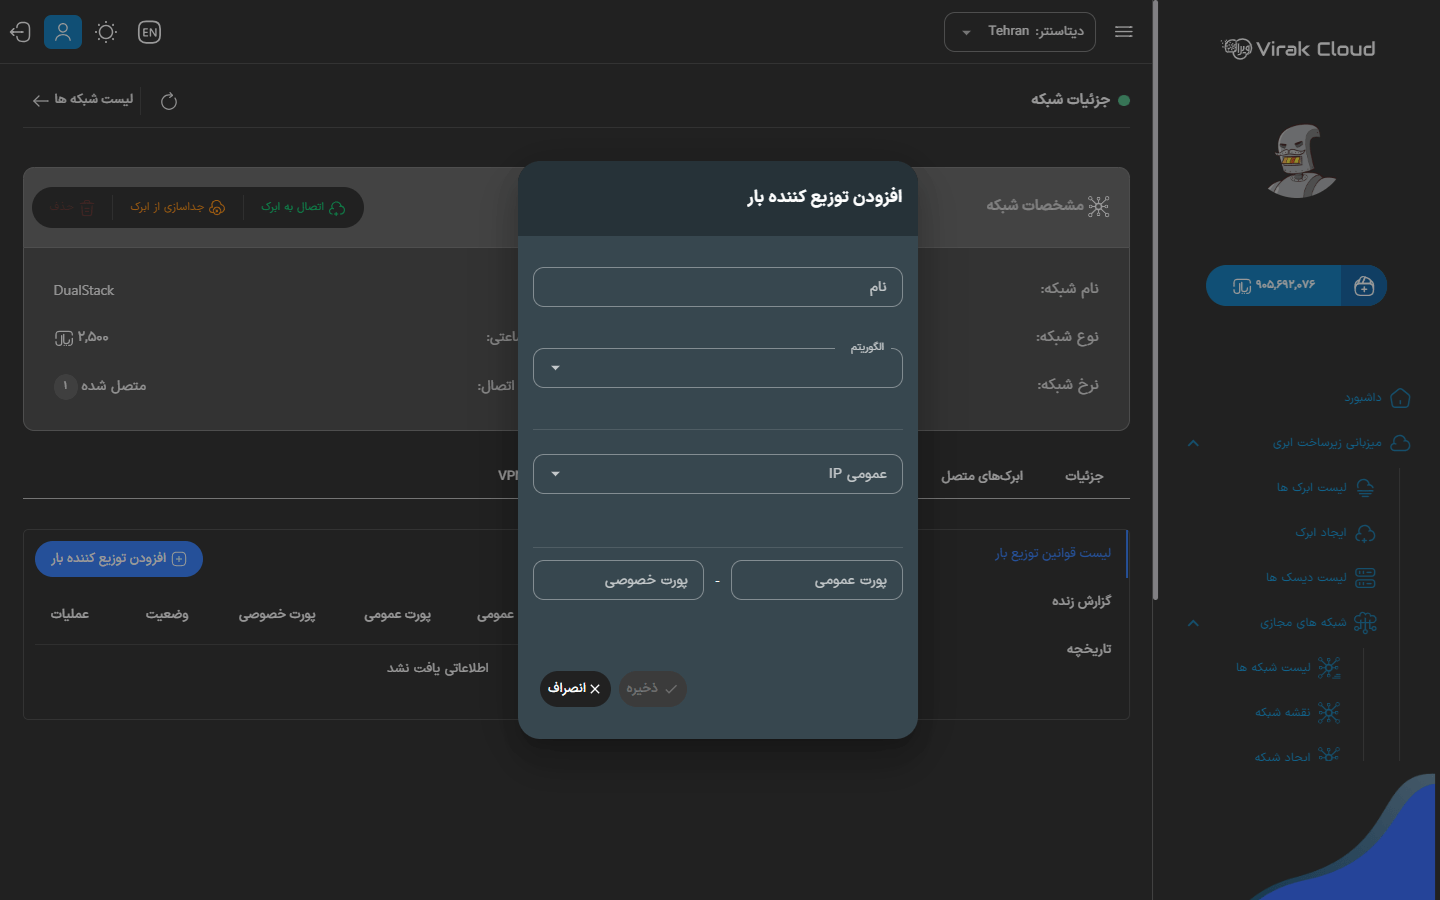 EN
دیتاسنتر: Tehran
Virak Cloud
جزئیات شبکه
لیست شبکه ها
مشخصات شبکه
اتصال به ابرک
جداسازی از ابرک
حذف
نام شبکه:
DualStack
نوع شبکه:
۲,۵۰۰
نرخ شبکه:
اتصال:
متصل شده ۱
جزئیات
ابرک‌های متصل
افزودن توزیع کننده بار
نام
الگوریتم
عمومی IP
پورت عمومی
-
پورت خصوصی
ذخیره
انصراف
لیست قوانین توزیع بار
گزارش زنده
تاریخچه
افزودن توزیع کننده بار
عمومی
پورت عمومی
پورت خصوصی
وضعیت
عملیات
اطلاعاتی یافت نشد
۹۰۵,۶۹۲,۰۷۶
داشبورد
میزبانی زیرساخت ابری
لیست ابرک ها
ایجاد ابرک
لیست دیسک ها
شبکه های مجازی
لیست شبکه ها
نقشه شبکه
ایجاد شبکه